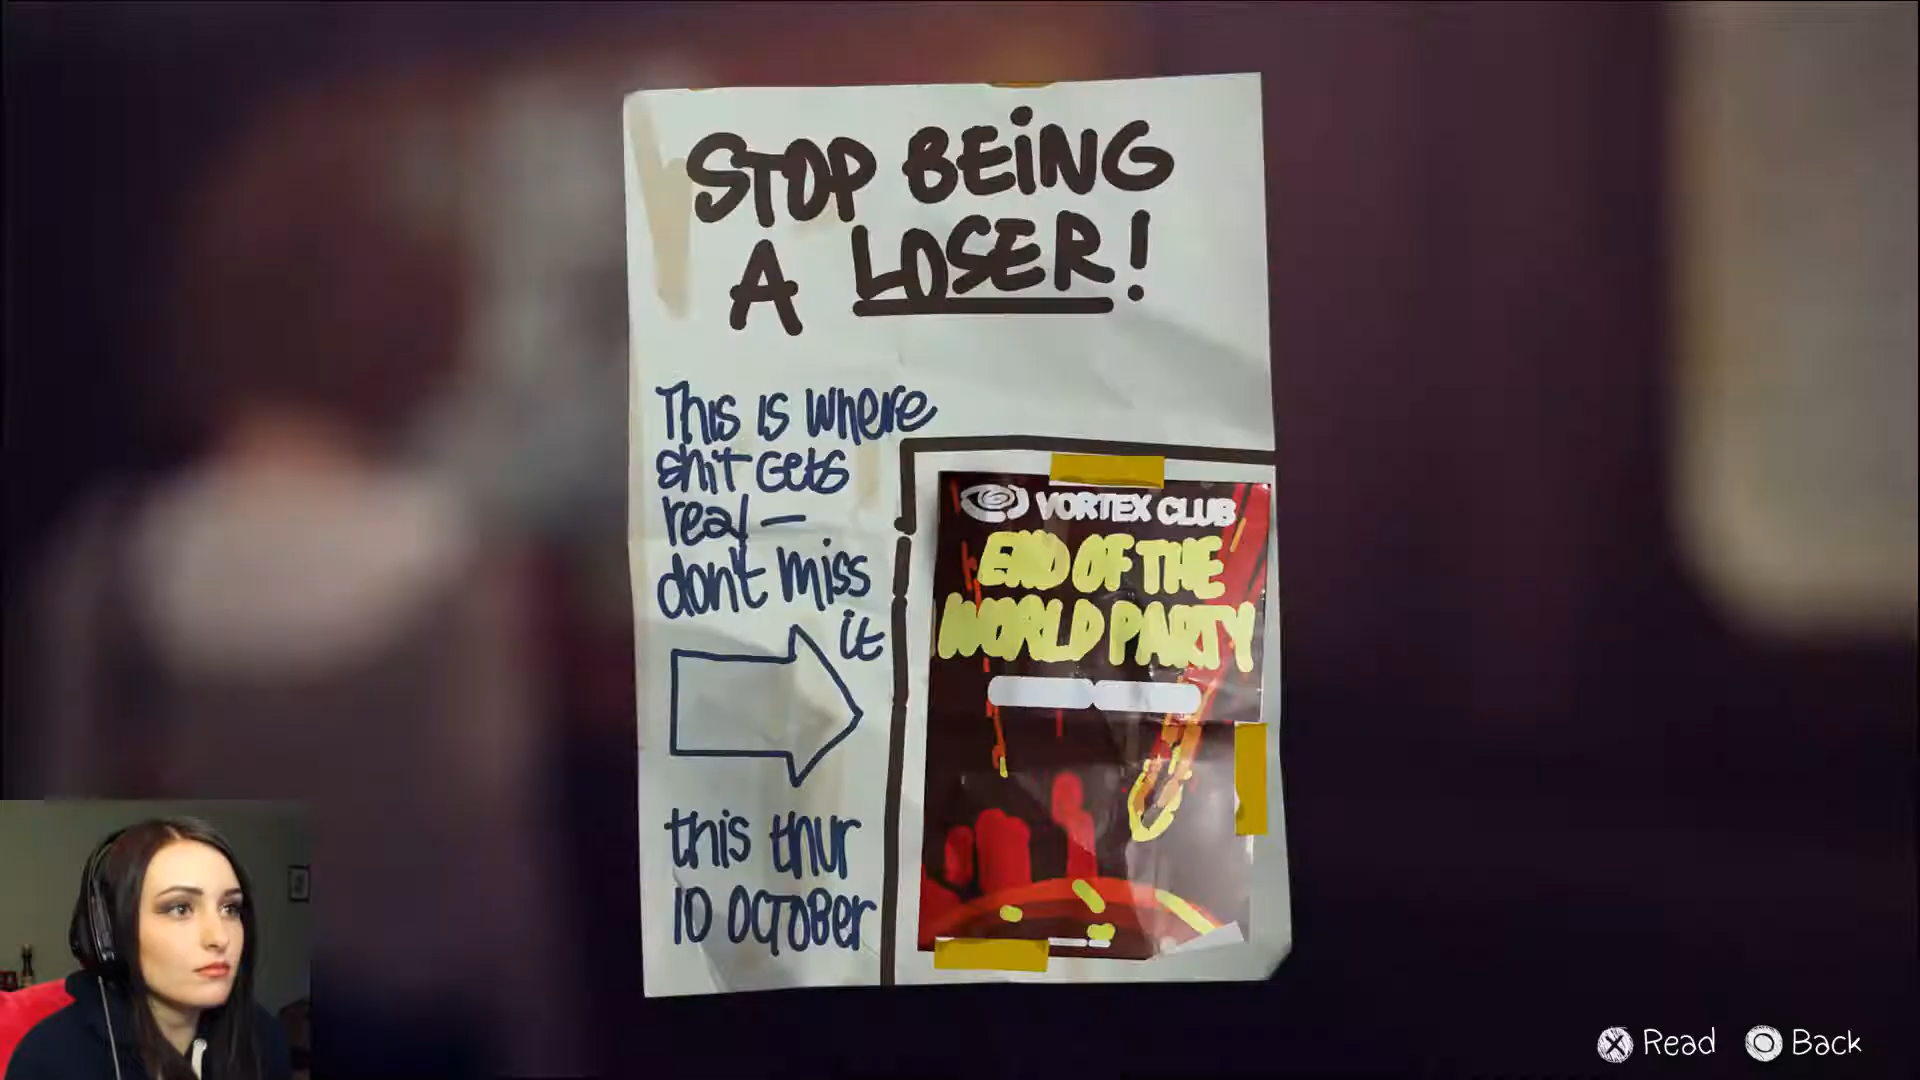 STOP BEING
A LOSER!
This is where
shit gets
real –
don't miss
it
VORTEX CLUB
END OF THE
WORLD PARTY
this thur
10 OCTOBER
Read
Back